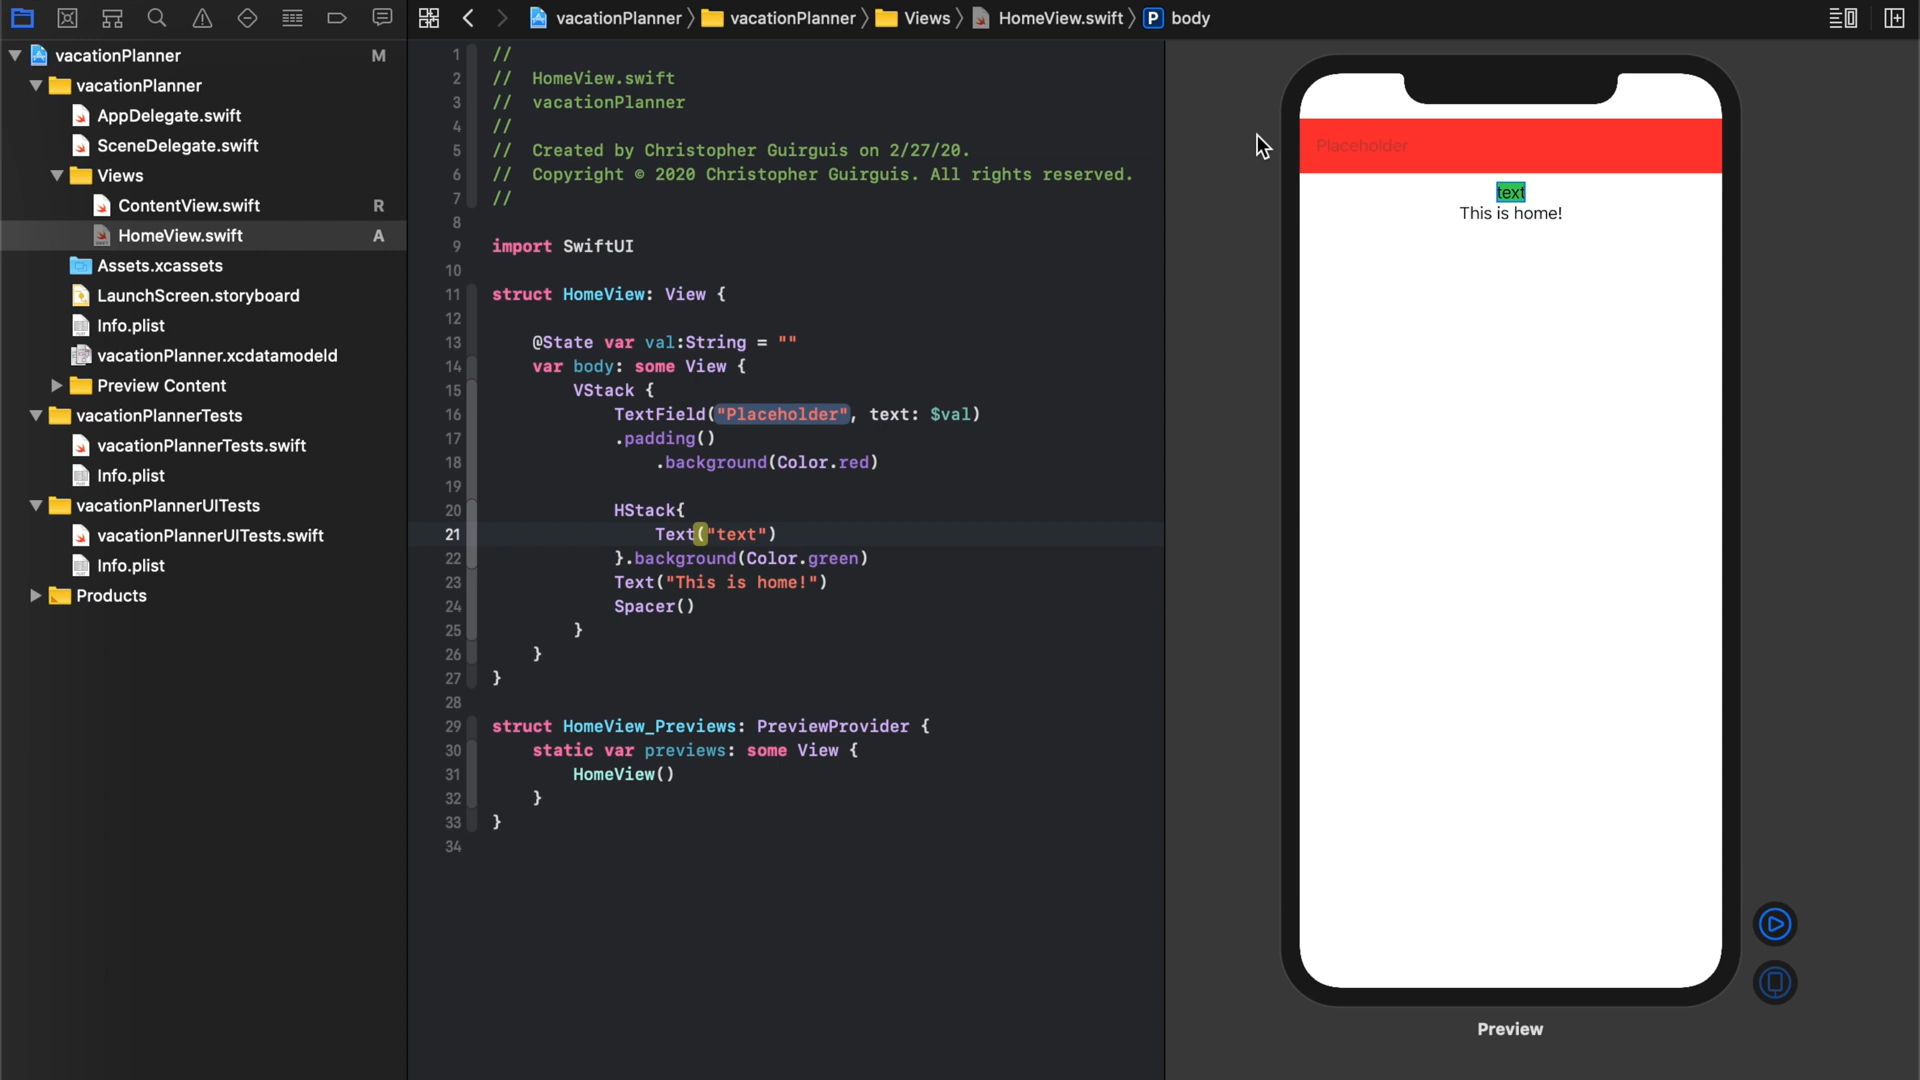 vacationPlanner 〉 vacationPlanner 〉 Views 〉 HomeView.swift 〉 P body
vacationPlanner M
vacationPlanner
AppDelegate.swift
SceneDelegate.swift
Views
ContentView.swift R
HomeView.swift A
Assets.xcassets
LaunchScreen.storyboard
Info.plist
vacationPlanner.xcdatamodeld
Preview Content
vacationPlannerTests
vacationPlannerTests.swift
Info.plist
vacationPlannerUITests
vacationPlannerUITests.swift
Info.plist
Products
1 //
2 //  HomeView.swift
3 //  vacationPlanner
4 //
5 //  Created by Christopher Guirguis on 2/27/20.
6 //  Copyright © 2020 Christopher Guirguis. All rights reserved.
7 //
8
9 import SwiftUI
10
11 struct HomeView: View {
12
13     @State var val:String = ""
14     var body: some View {
15         VStack {
16             TextField("Placeholder", text: $val)
17             .padding()
18                 .background(Color.red)
19
20             HStack{
21                 Text("text")
22             }.background(Color.green)
23             Text("This is home!")
24             Spacer()
25         }
26     }
27 }
28
29 struct HomeView_Previews: PreviewProvider {
30     static var previews: some View {
31         HomeView()
32     }
33 }
34
Placeholder
text
This is home!
Preview